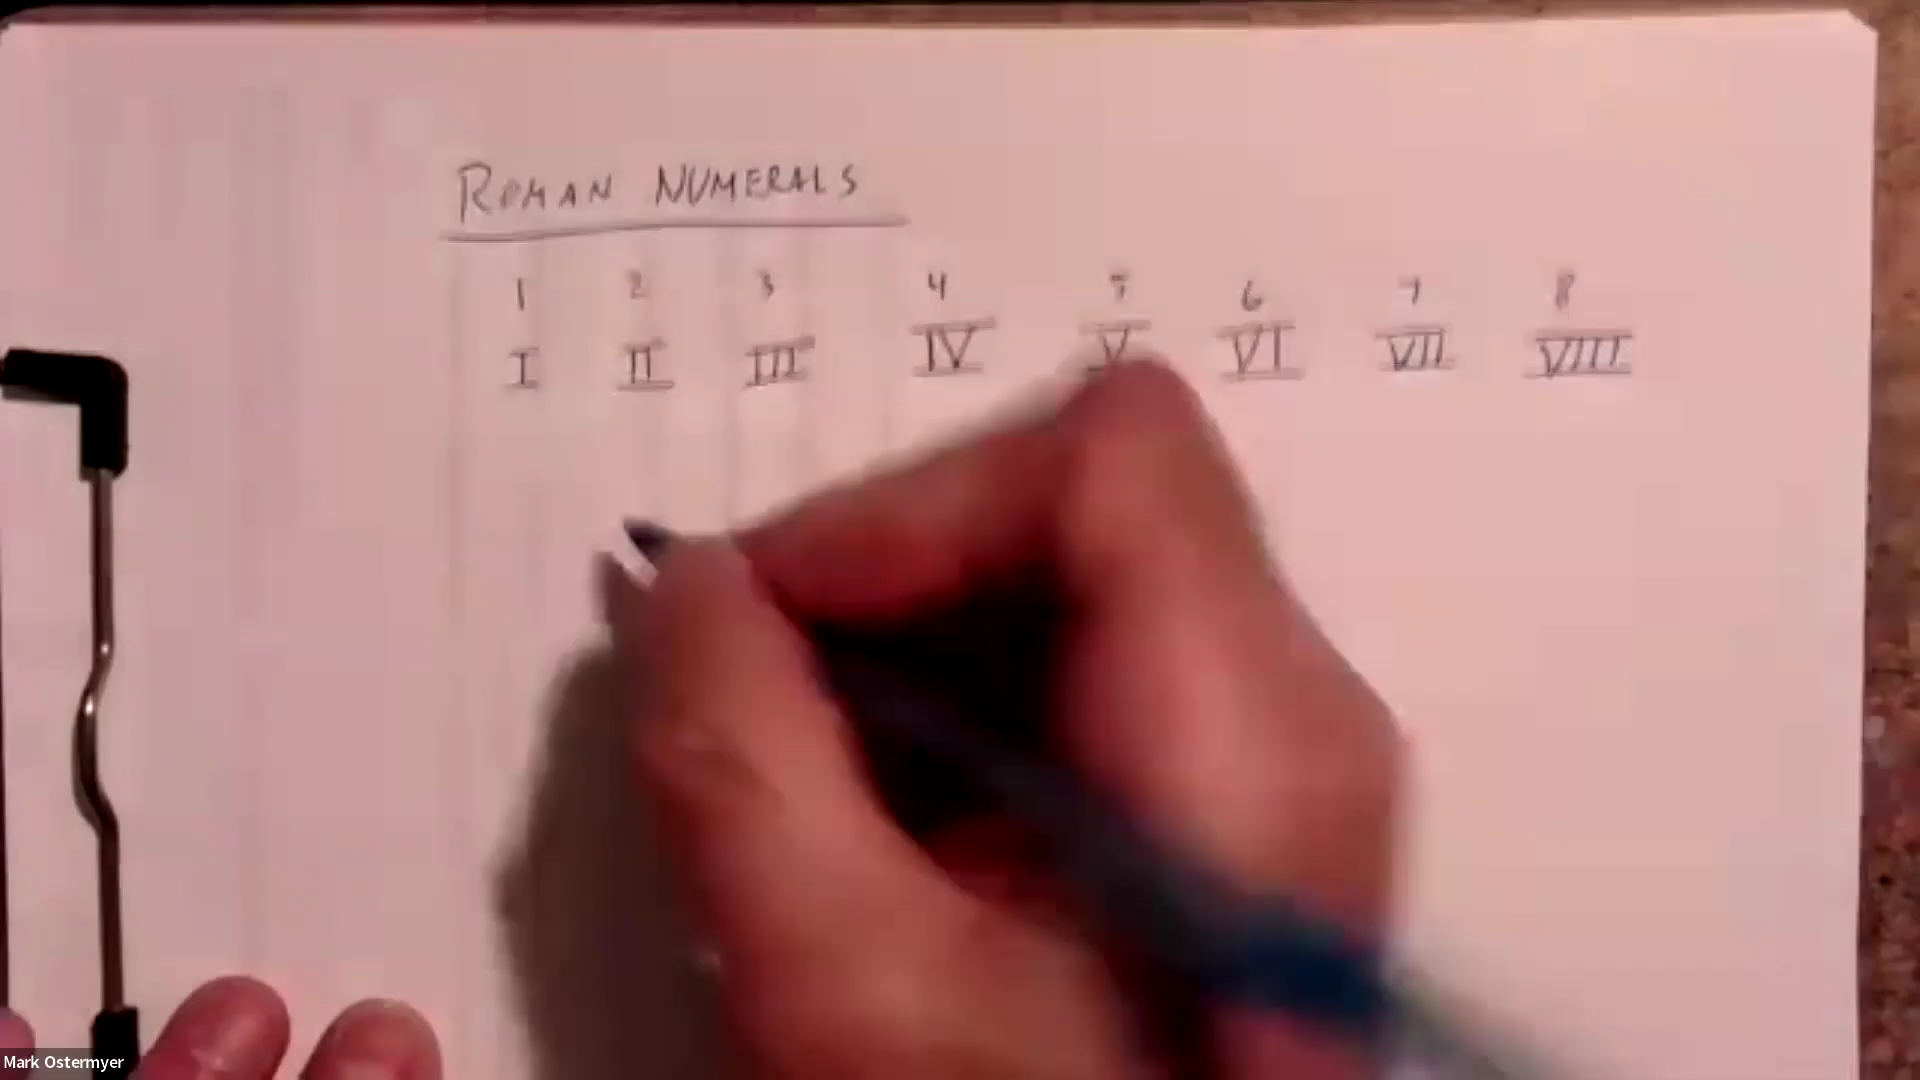 ROMAN NUMERALS
1 2 3 4 5 6 7 8
I II III IV V VI VII VIII
Mark Ostermyer